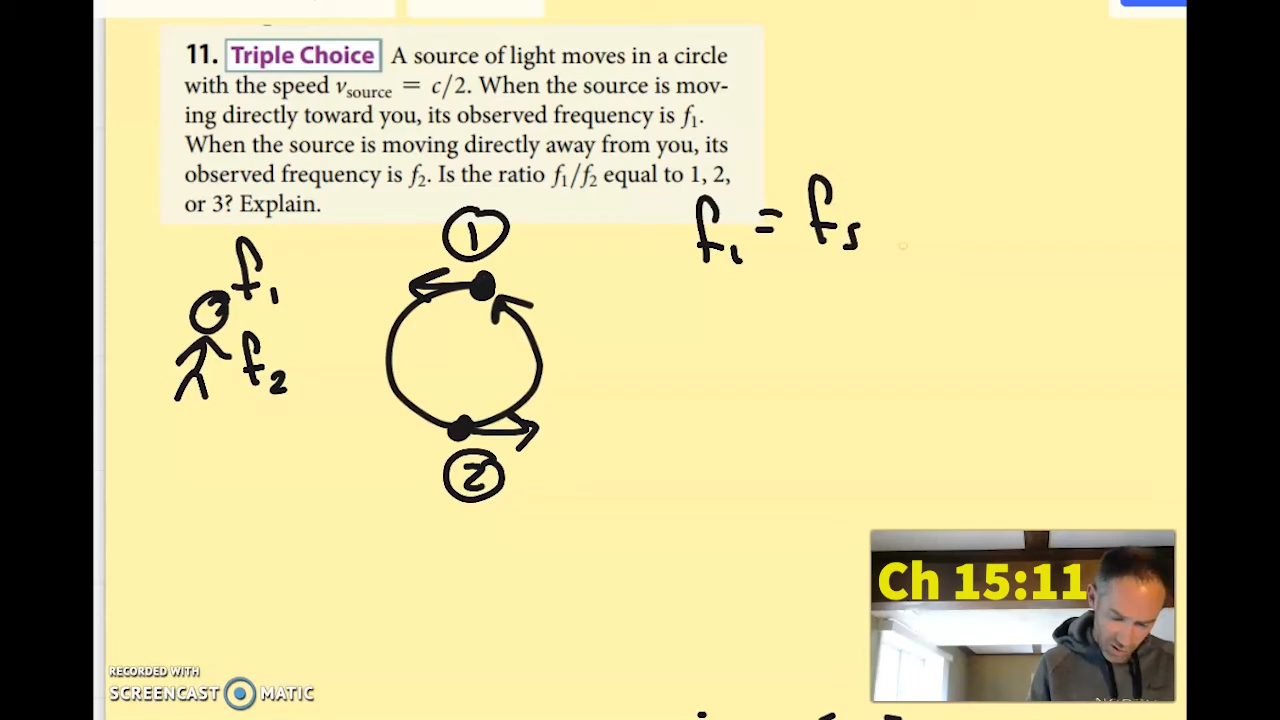 11. Triple Choice A source of light moves in a circle
with the speed vsource = c/2. When the source is mov-
ing directly toward you, its observed frequency is f1.
When the source is moving directly away from you, its
observed frequency is f2. Is the ratio f1/f2 equal to 1, 2,
or 3? Explain.
f1 = fs
1
f1
f2
2
Ch 15:11
RECORDED WITH
SCREENCAST MATIC